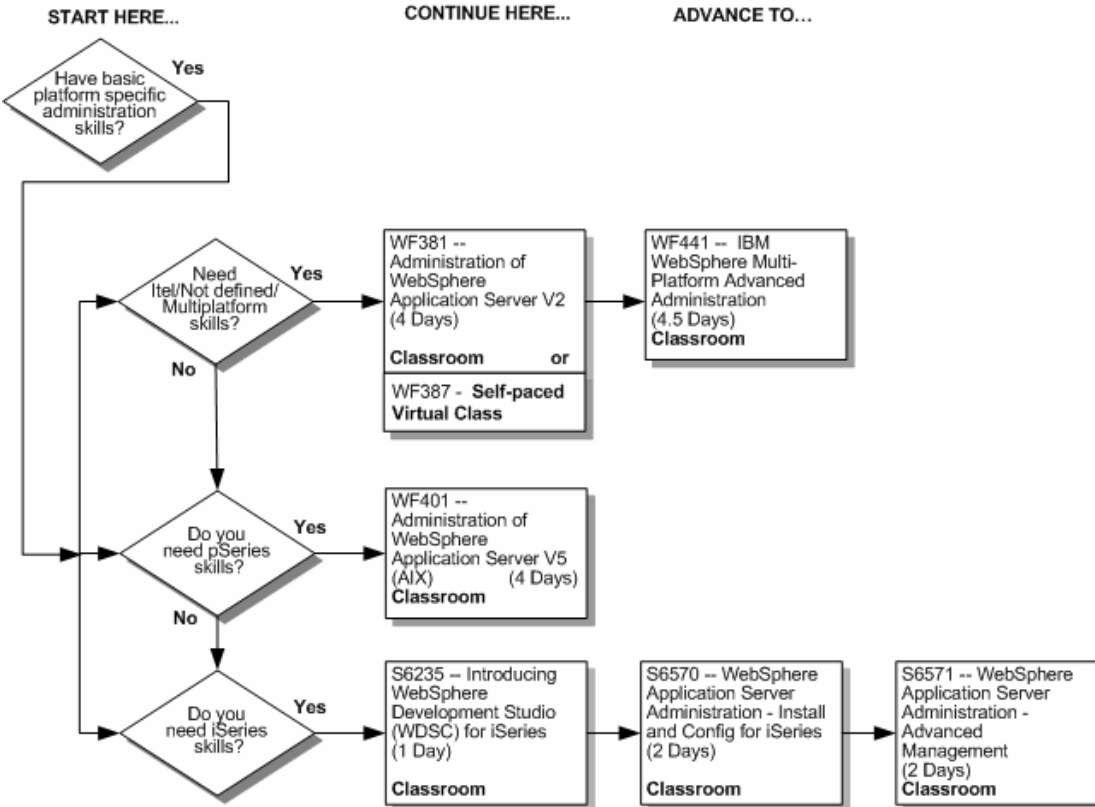 START HERE...
CONTINUE HERE...
ADVANCE TO...
Have basic
platform specific
administration
skills?
Yes
Need
Itel/Not defined/
Multiplatform
skills?
Yes
No
WF381 --
Administration of
WebSphere
Application Server V2
(4 Days)
Classroom or
WF387 - Self-paced
Virtual Class
WF441 -- IBM
WebSphere Multi-
Platform Advanced
Administration
(4.5 Days)
Classroom
Do you
need pSeries
skills?
Yes
No
WF401 --
Administration of
WebSphere
Application Server V5
(AIX) (4 Days)
Classroom
Do you
need iSeries
skills?
Yes
S6235 -- Introducing
WebSphere
Development Studio
(WDSC) for iSeries
(1 Day)
Classroom
S6570 -- WebSphere
Application Server
Administration - Install
and Config for iSeries
(2 Days)
Classroom
S6571 -- WebSphere
Application Server
Administration -
Advanced
Management
(2 Days)
Classroom